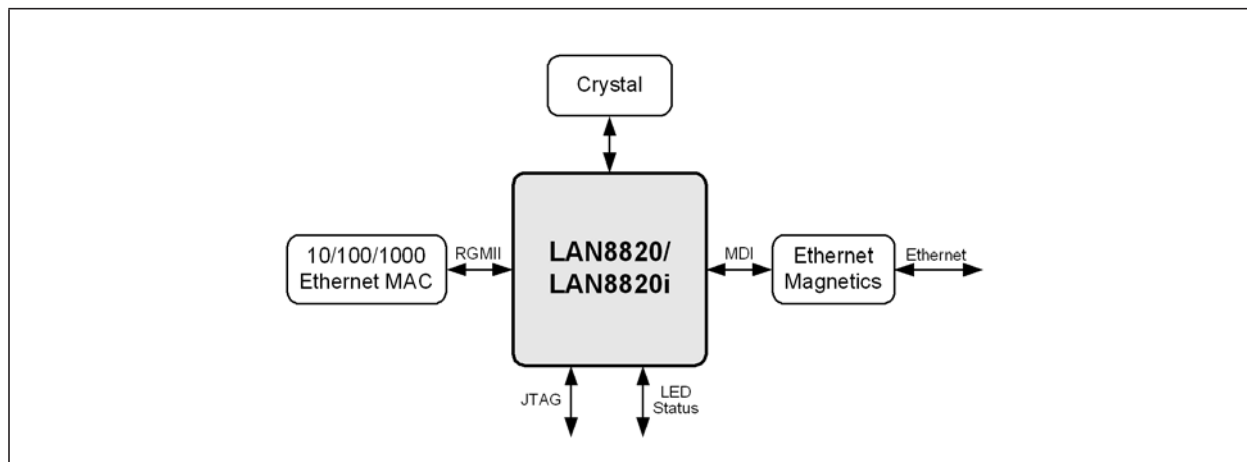 Crystal
10/100/1000
Ethernet MAC
RGMII
LAN8820/
LAN8820i
MDI
Ethernet
Magnetics
Ethernet
JTAG
LED
Status